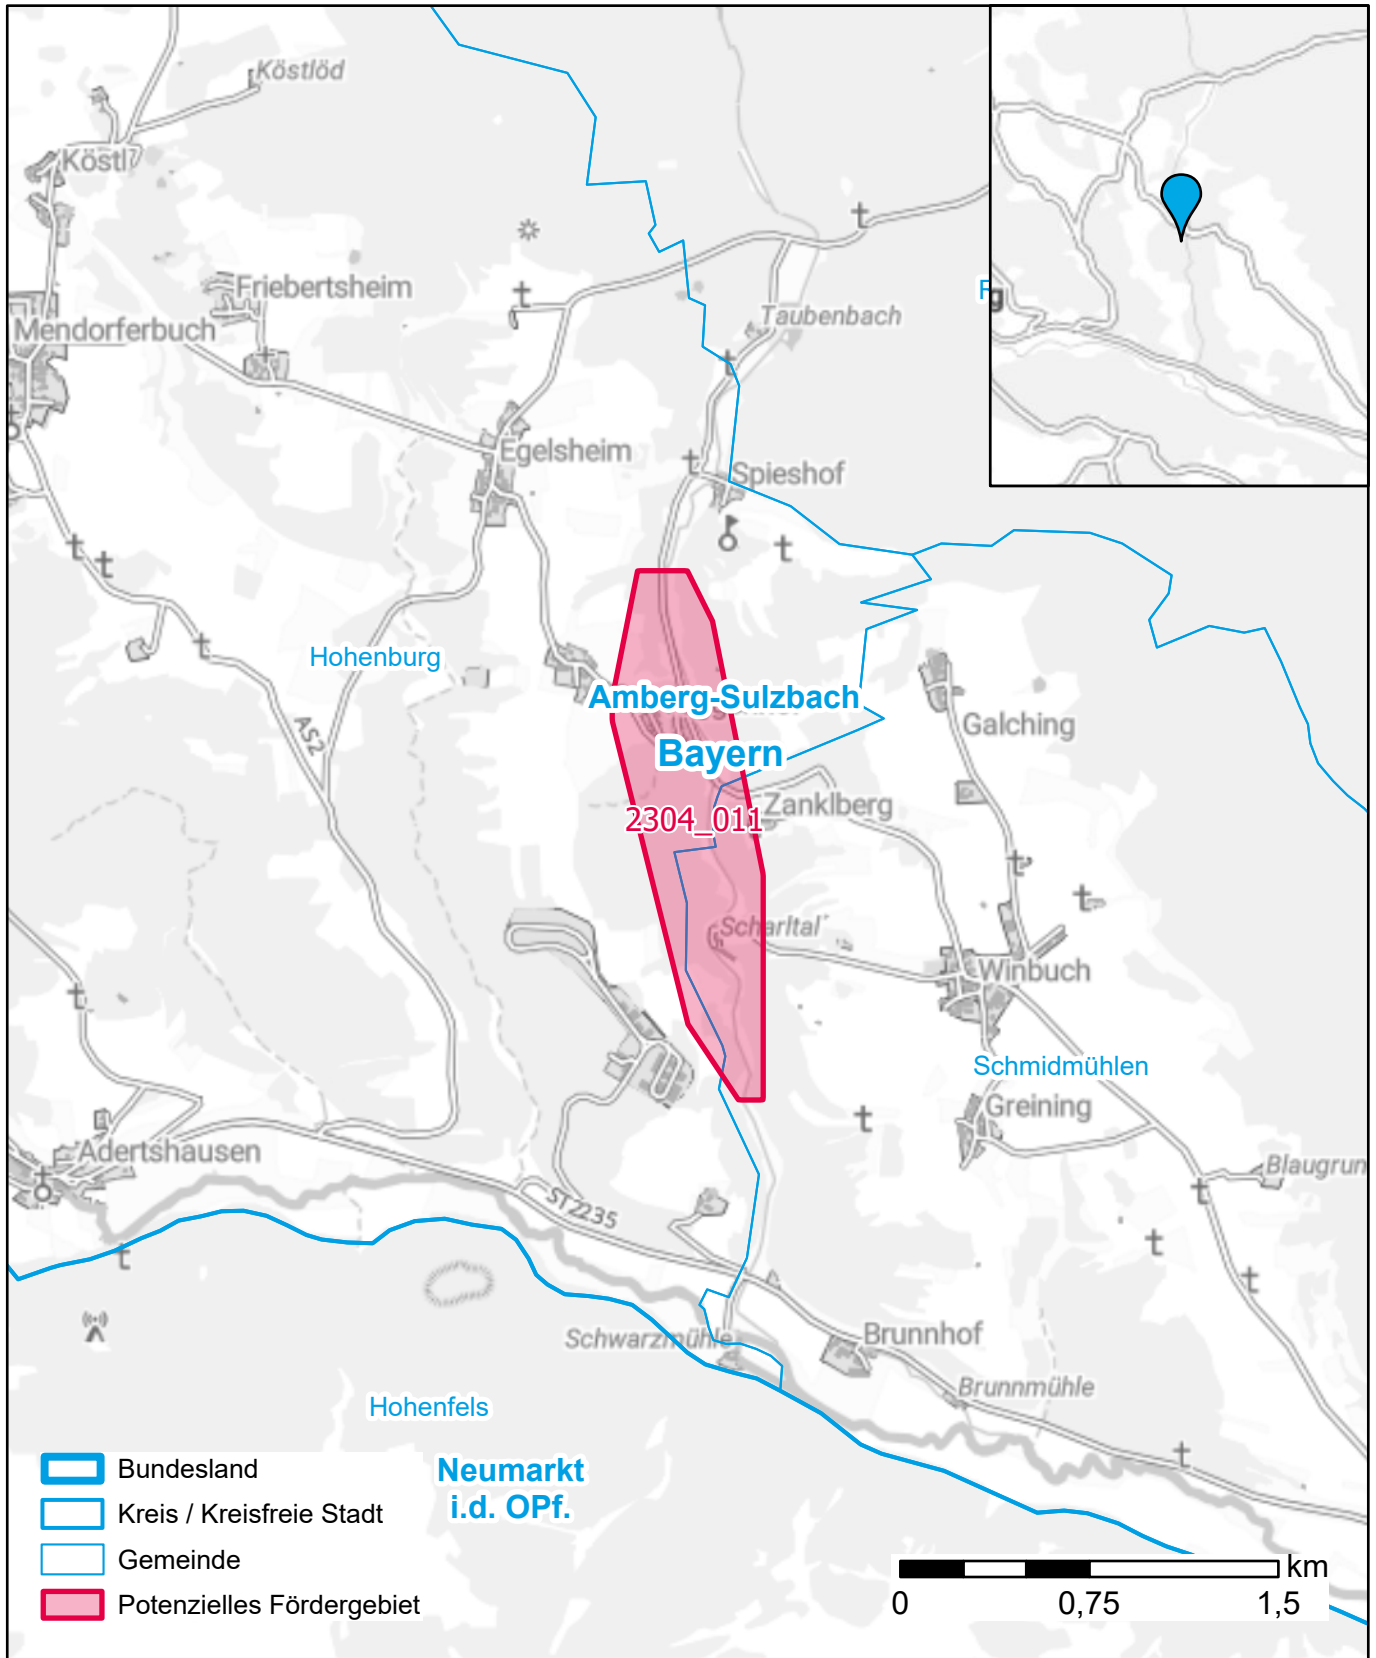 Köstlöd
Köstl
Friebertsheim
Mendorferbuch
Taubenbach
Egelsheim
Spieshof
Hohenburg
AS2
Amberg-Sulzbach
Galching
Bayern
2304_011
Zanklberg
Scharltal
Winbuch
Schmidmühlen
Greining
Adertshausen
Blaugrun
ST2235
Schwarzmühle
Brunnhof
Brunnmühle
Hohenfels
Neumarkt
i.d. OPf.
Bundesland
Kreis / Kreisfreie Stadt
Gemeinde
Potenzielles Fördergebiet
km
0 0,75 1,5